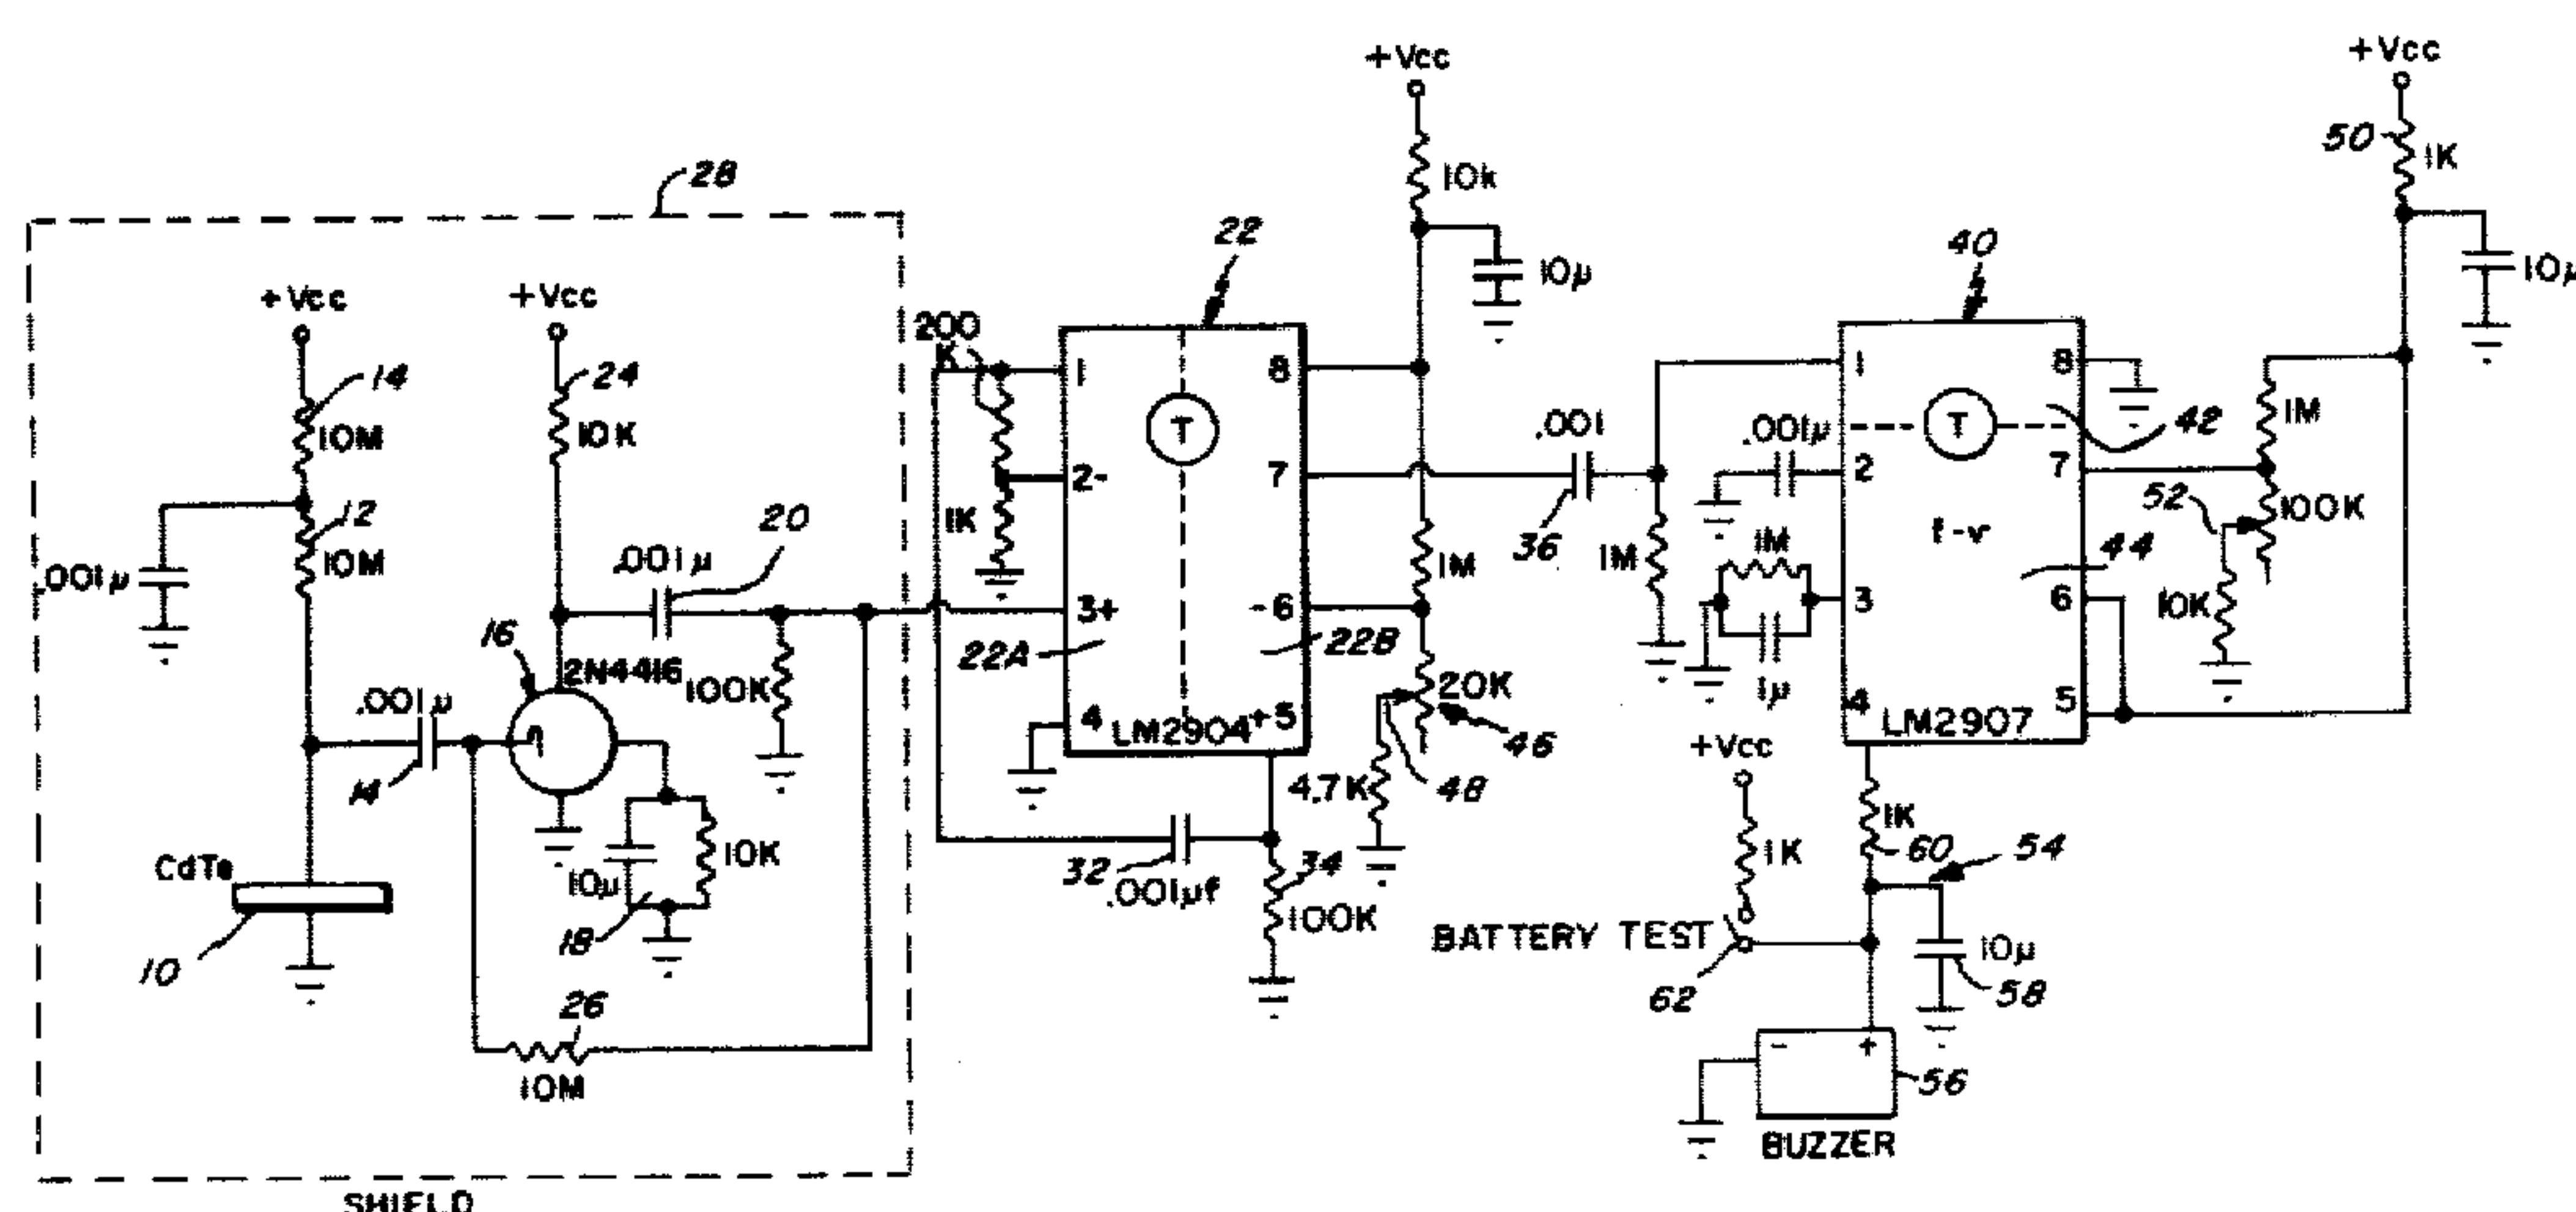 +Vcc
+Vcc
50
1K
10k
28
22
40
10µ
10µ
+Vcc
+Vcc
200
K
14
24
1
8
1
8
1M
10M
10K
T
.001
.001µ
T
42
12
20
2-
7
2
7
52
100K
1K
36
f-v
10M
.001µ
1M
1M
1M
44
.001µ
3+
-6
3
6
10K
16
2N4416
100K
22A
22B
1µ
.001µ
20K
4
LM2904
+5
46
4
LM2907
5
+Vcc
14
4.7K
48
1K
60
54
CdTe
10µ
10K
32
.001µf
34
1K
100K
18
BATTERY TEST
10µ
10
62
58
26
- +
56
10M
BUZZER
SHIELD